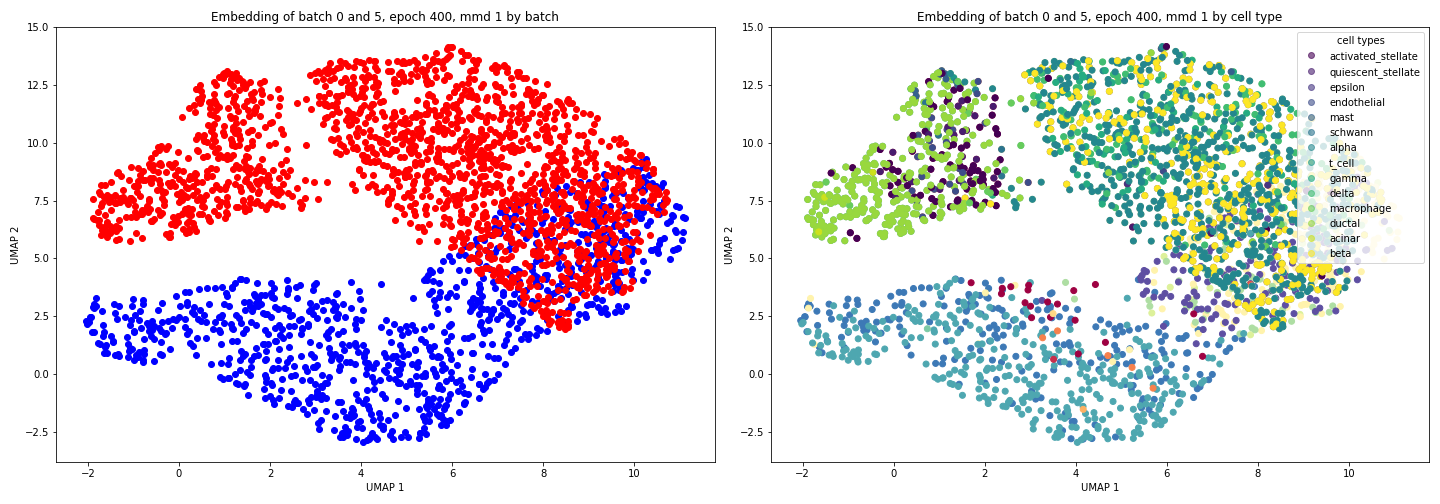 Embedding of batch 0 and 5, epoch 400, mmd 1 by batch
15.0
12.5
10.0
7.5
5.0
2.5
0.0
−2.5
UMAP 2
−2
0
2
4
6
8
10
UMAP 1
Embedding of batch 0 and 5, epoch 400, mmd 1 by cell type
15.0
12.5
10.0
7.5
5.0
2.5
0.0
−2.5
UMAP 2
−2
0
2
4
6
8
10
UMAP 1
cell types
activated_stellate
quiescent_stellate
epsilon
endothelial
mast
schwann
alpha
t_cell
gamma
delta
macrophage
ductal
acinar
beta